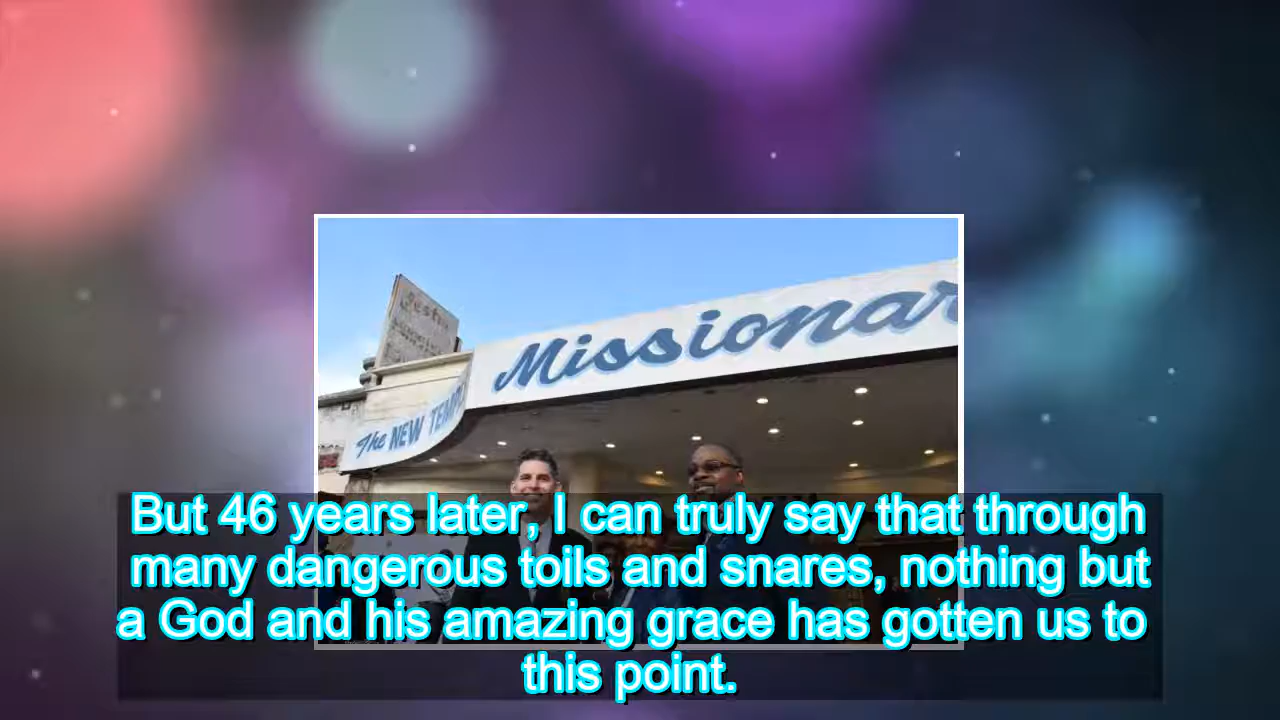 Missionar
The NEW TEMP
But 46 years later, I can truly say that through
many dangerous toils and snares, nothing but
a God and his amazing grace has gotten us to
this point.